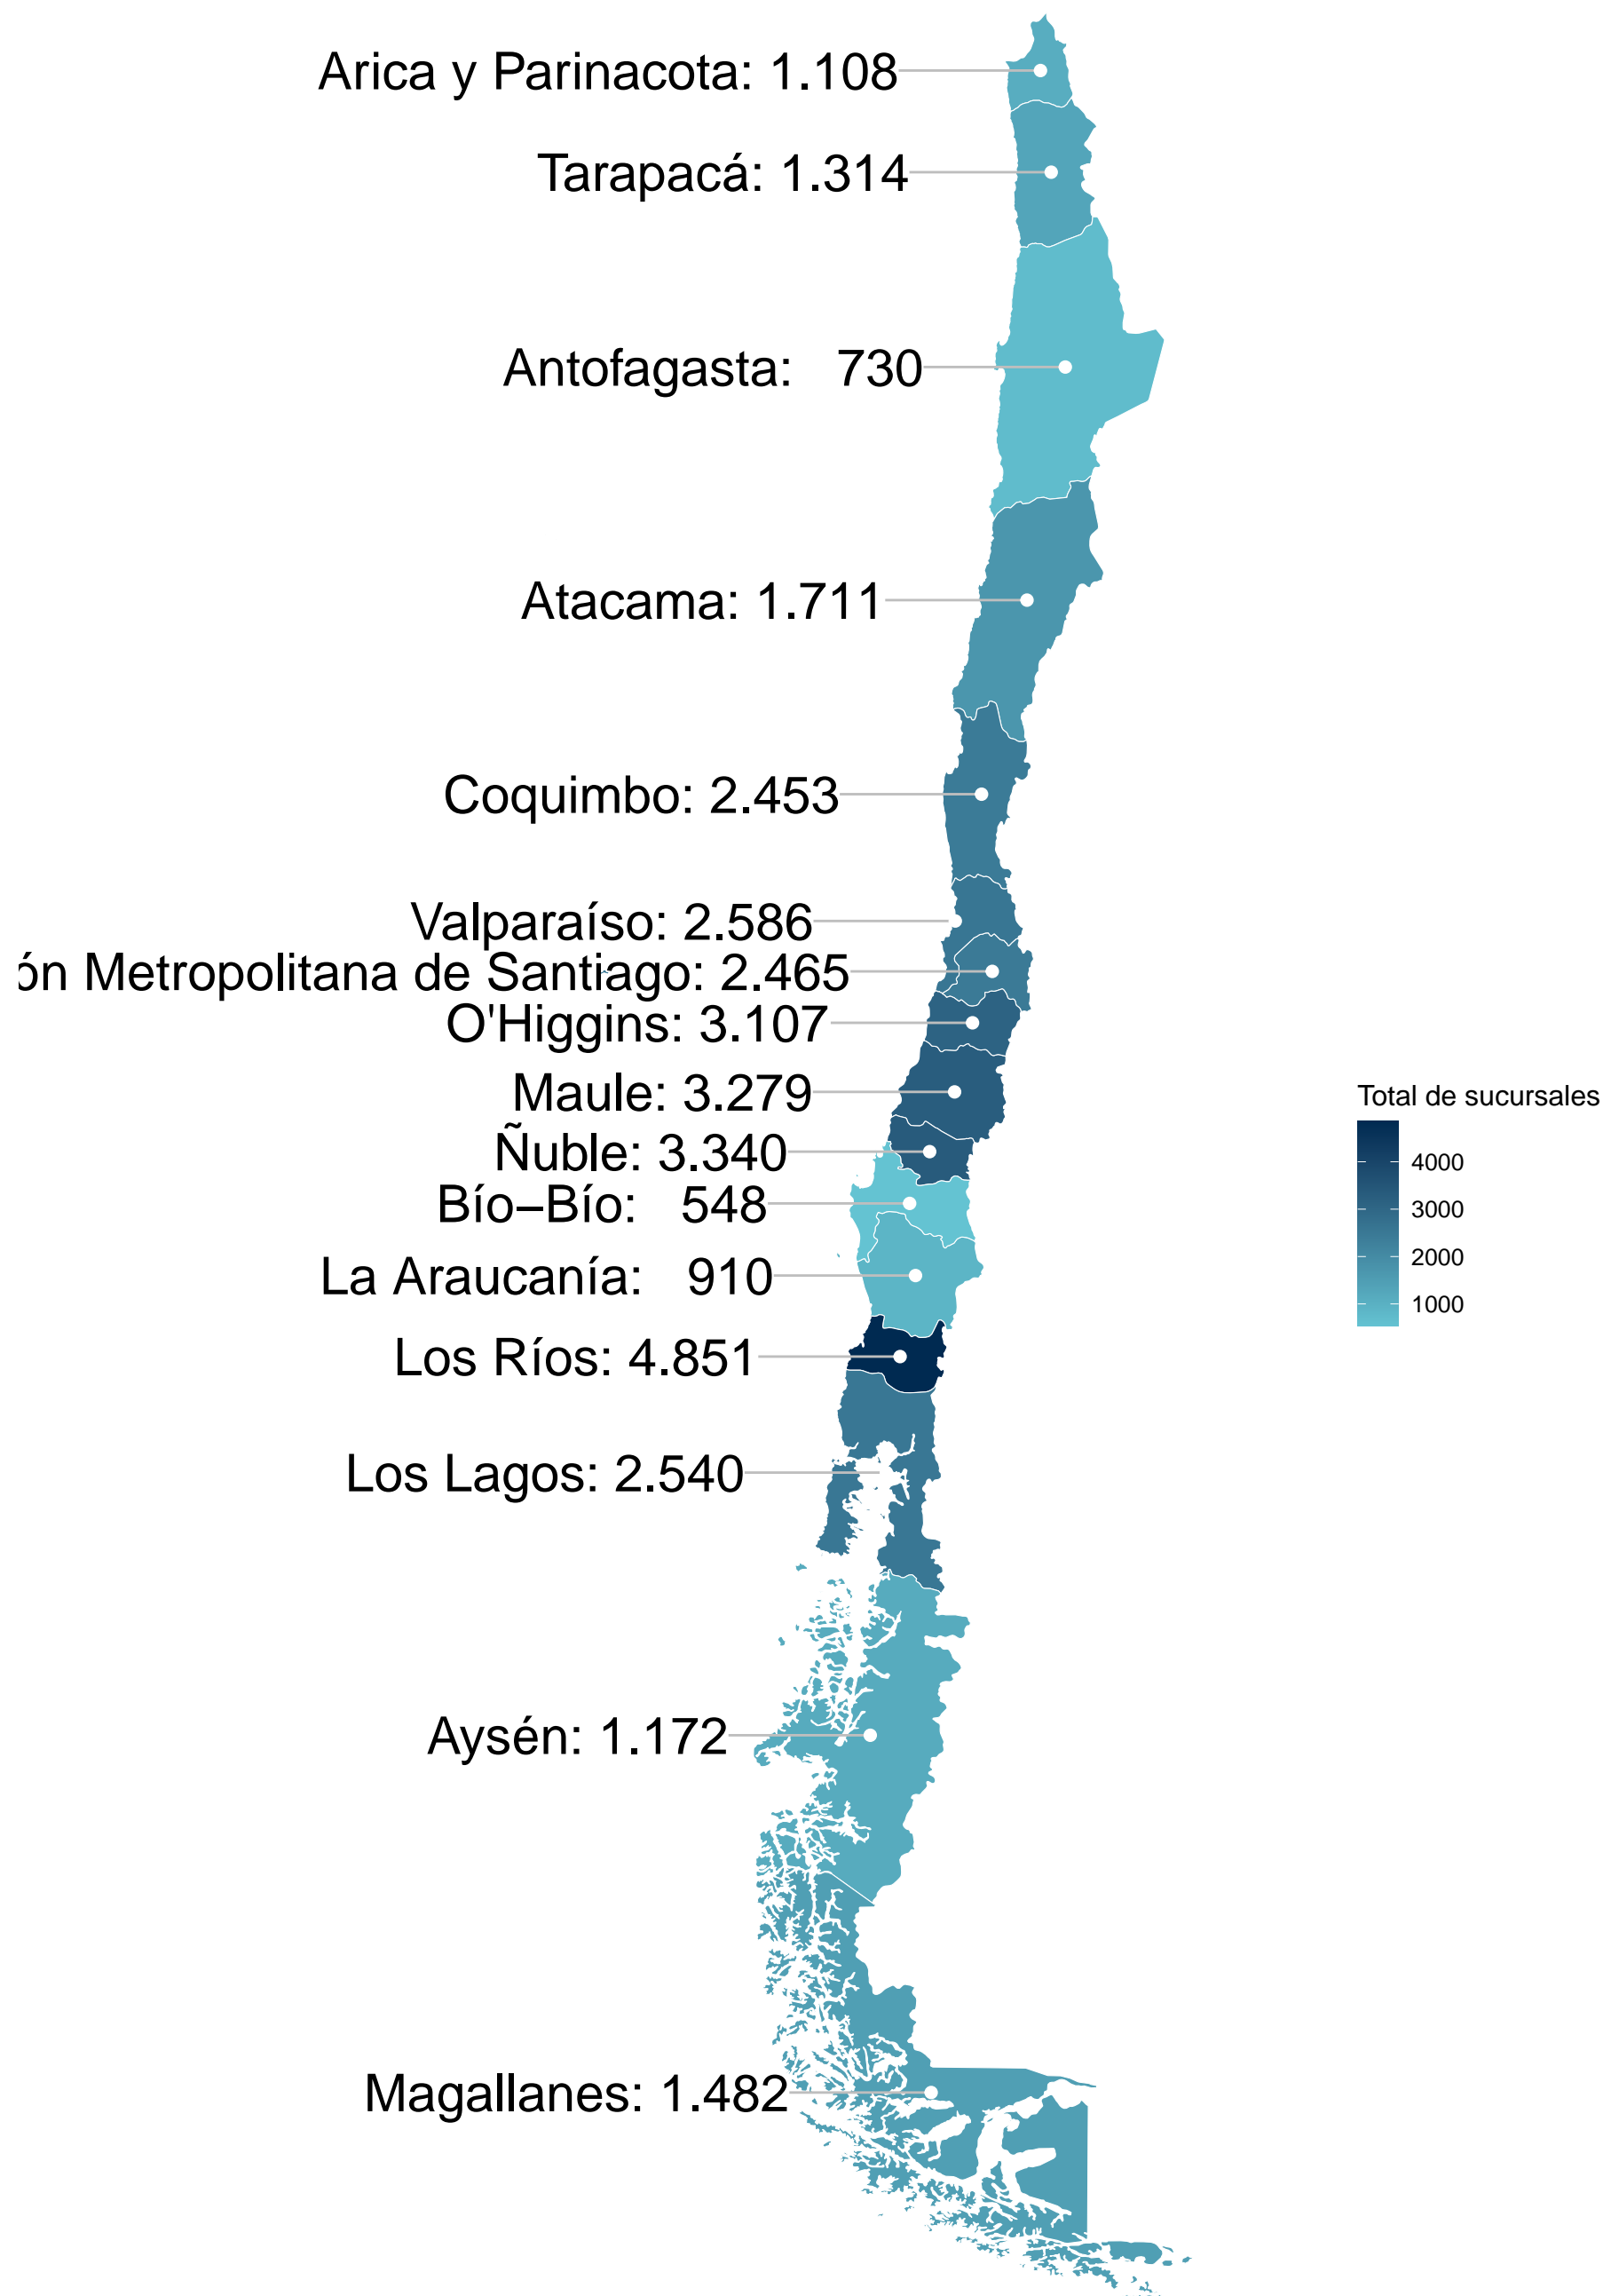 Arica y Parinacota: 1.108
Tarapacá: 1.314
Antofagasta: 730
Atacama: 1.711
Coquimbo: 2.453
Valparaíso: 2.586
ón Metropolitana de Santiago: 2.465
O'Higgins: 3.107
Maule: 3.279
Ñuble: 3.340
Bío–Bío: 548
La Araucanía: 910
Los Ríos: 4.851
Los Lagos: 2.540
Aysén: 1.172
Magallanes: 1.482
Total de sucursales
4000
3000
2000
1000